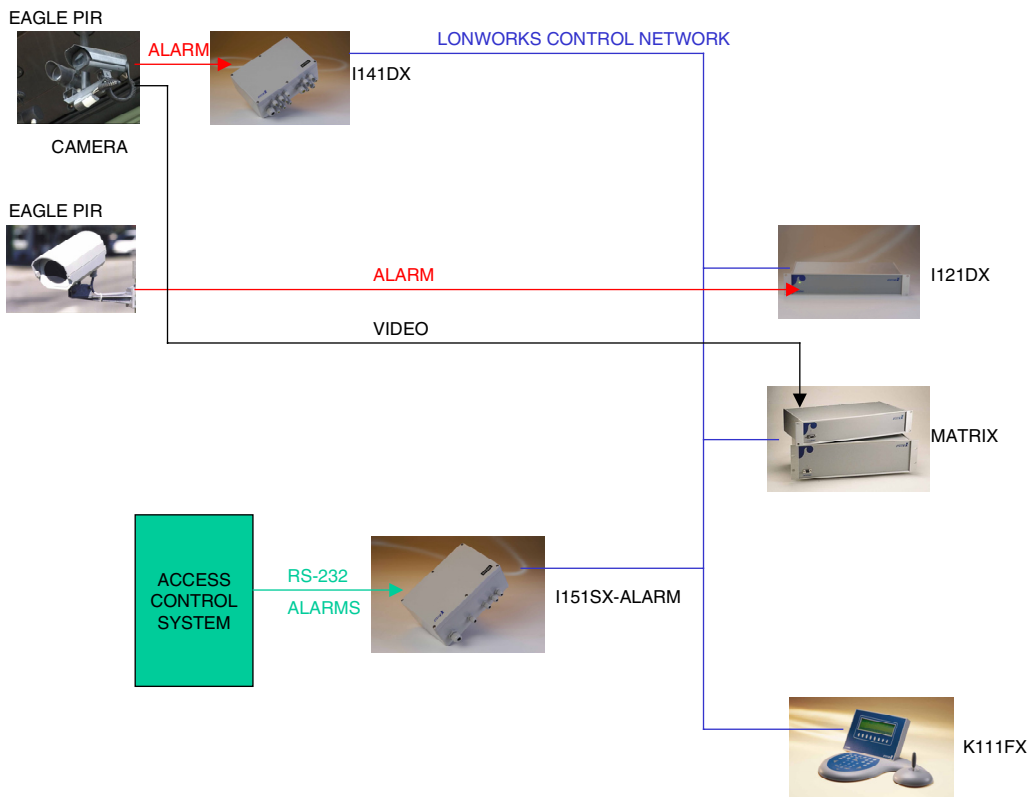 EAGLE PIR
ALARM
LONWORKS CONTROL NETWORK
I141DX
CAMERA
EAGLE PIR
ALARM
I121DX
VIDEO
MATRIX
ACCESS
CONTROL
SYSTEM
RS-232
ALARMS
I151SX-ALARM
K111FX